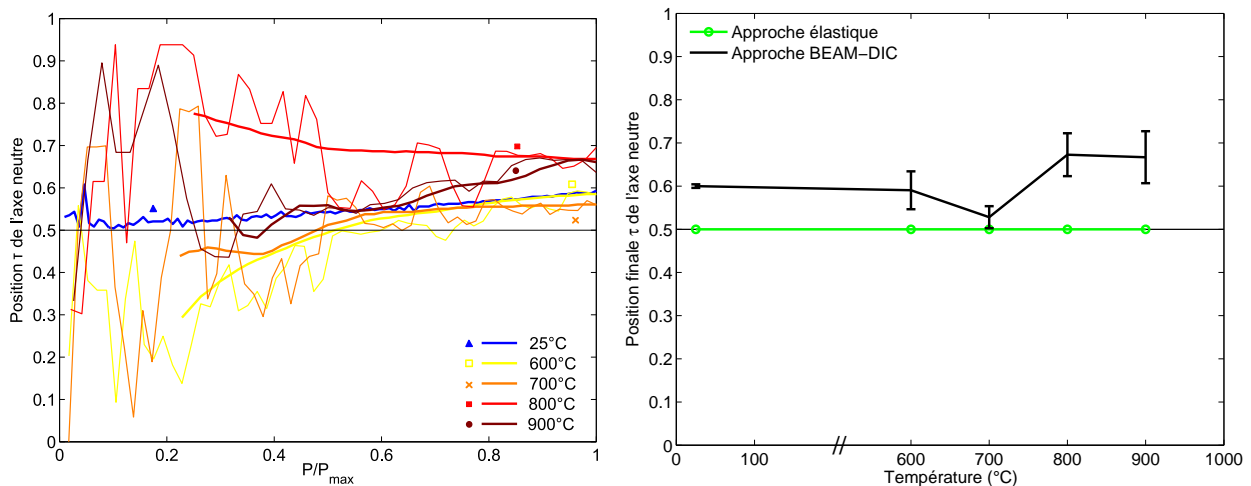 1
0.9
0.8
0.7
0.6
0.5
0.4
0.3
0.2
0.1
0
Position τ de l'axe neutre
0 0.2 0.4 0.6 0.8 1
P/Pmax
25°C
600°C
700°C
800°C
900°C
1
0.9
0.8
0.7
0.6
0.5
0.4
0.3
0.2
0.1
0
Position finale τ de l'axe neutre
Approche élastique
Approche BEAM−DIC
0 100 // 600 700 800 900 1000
Température (°C)